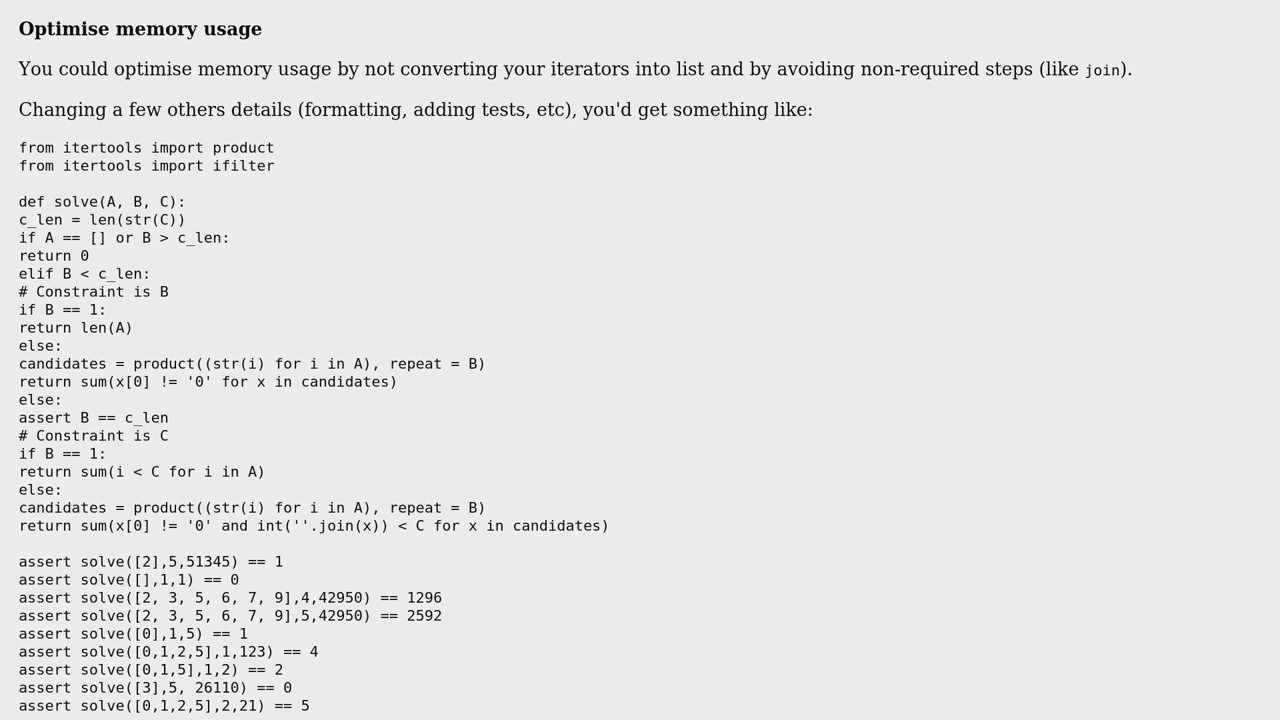 Optimise memory usage
You could optimise memory usage by not converting your iterators into list and by avoiding non-required steps (like join).
Changing a few others details (formatting, adding tests, etc), you'd get something like:
from itertools import product
from itertools import ifilter
def solve(A, B, C):
c_len = len(str(C))
if A == [] or B > c_len:
return 0
elif B < c_len:
# Constraint is B
if B == 1:
return len(A)
else:
candidates = product((str(i) for i in A), repeat = B)
return sum(x[0] != '0' for x in candidates)
else:
assert B == c_len
# Constraint is C
if B == 1:
return sum(i < C for i in A)
else:
candidates = product((str(i) for i in A), repeat = B)
return sum(x[0] != '0' and int(''.join(x)) < C for x in candidates)
assert solve([2],5,51345) == 1
assert solve([],1,1) == 0
assert solve([2, 3, 5, 6, 7, 9],4,42950) == 1296
assert solve([2, 3, 5, 6, 7, 9],5,42950) == 2592
assert solve([0],1,5) == 1
assert solve([0,1,2,5],1,123) == 4
assert solve([0,1,5],1,2) == 2
assert solve([3],5, 26110) == 0
assert solve([0,1,2,5],2,21) == 5